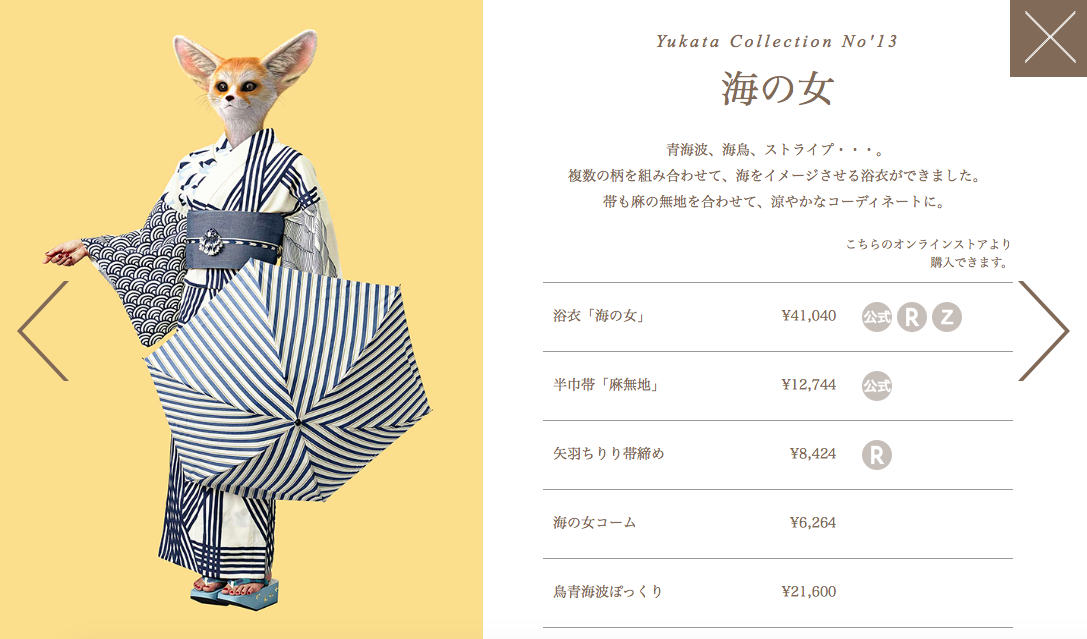 Yukata Collection No'13
海の女
青海波、海鳥、ストライプ・・・。
複数の柄を組み合わせて、海をイメージさせる浴衣ができました。
帯も麻の無地を合わせて、涼やかなコーディネートに。
こちらのオンラインストアより
購入できます。
浴衣「海の女」 ¥41,040 公式 R Z
半巾帯「麻無地」 ¥12,744 公式
矢羽ちりり帯締め ¥8,424 R
海の女コーム ¥6,264
鳥青海波ぽっくり ¥21,600